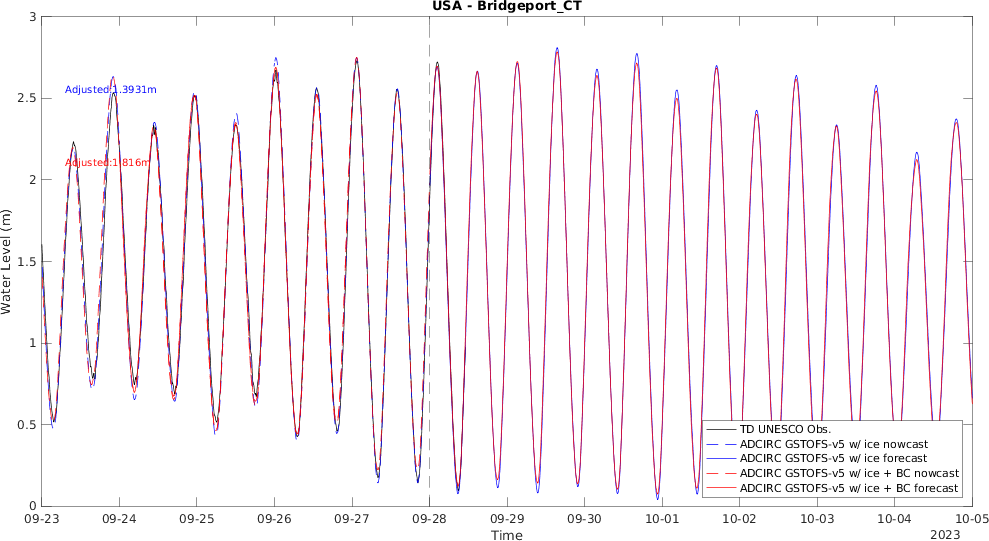 USA - Bridgeport_CT
3
2.5
2
1.5
1
0.5
0
Water Level (m)
Adjusted:1.3931m
Adjusted:1.816m
TD UNESCO Obs.
ADCIRC GSTOFS-v5 w/ ice nowcast
ADCIRC GSTOFS-v5 w/ ice forecast
ADCIRC GSTOFS-v5 w/ ice + BC nowcast
ADCIRC GSTOFS-v5 w/ ice + BC forecast
09-23 09-24 09-25 09-26 09-27 09-28 09-29 09-30 10-01 10-02 10-03 10-04 10-05
Time
2023